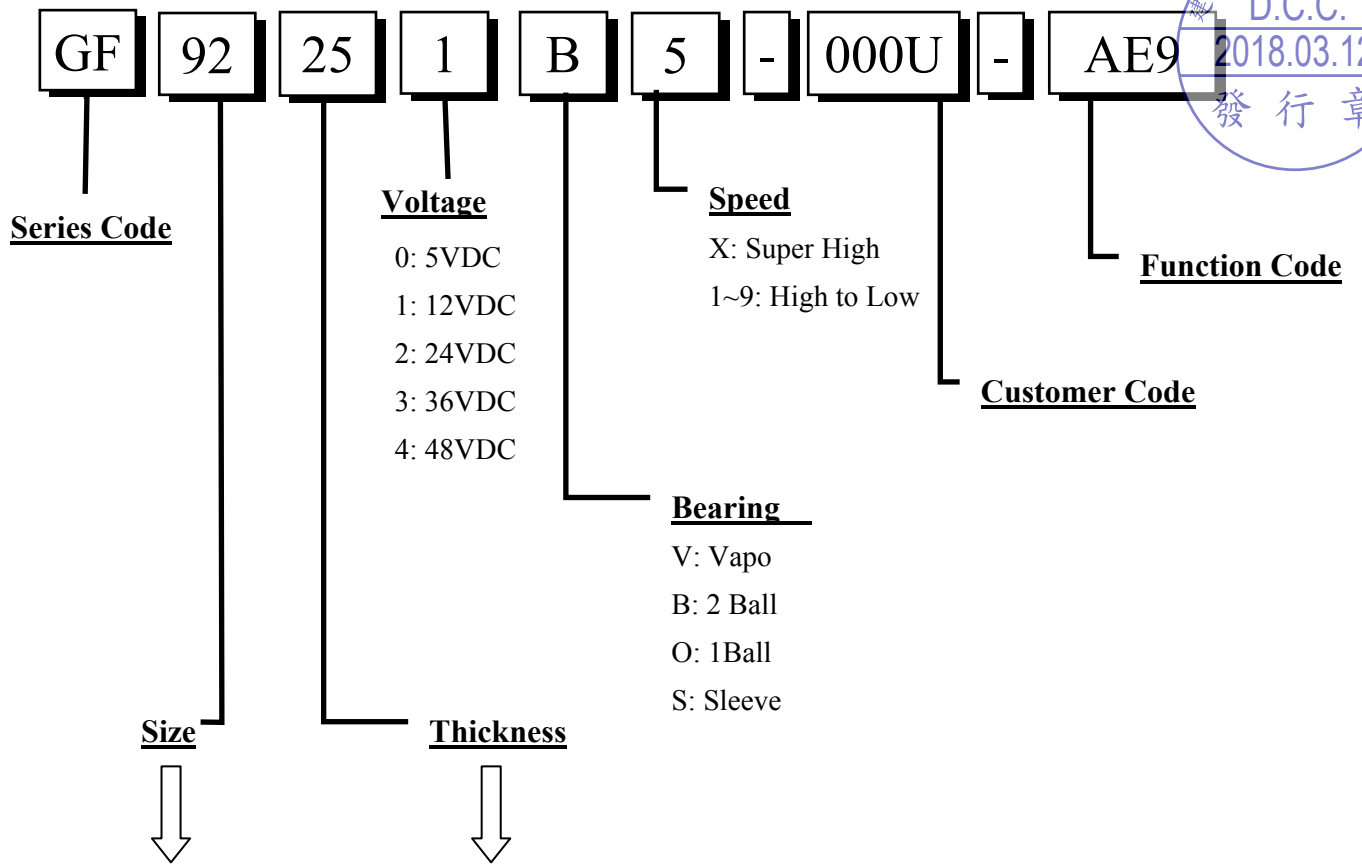 GF 92 25 1 B 5 - 000U - AE9
D.C.C.
2018.03.12
發行章
Series Code
Voltage
0: 5VDC
1: 12VDC
2: 24VDC
3: 36VDC
4: 48VDC
Speed
X: Super High
1~9: High to Low
Function Code
Customer Code
Bearing
V: Vapo
B: 2 Ball
O: 1Ball
S: Sleeve
Size
Thickness